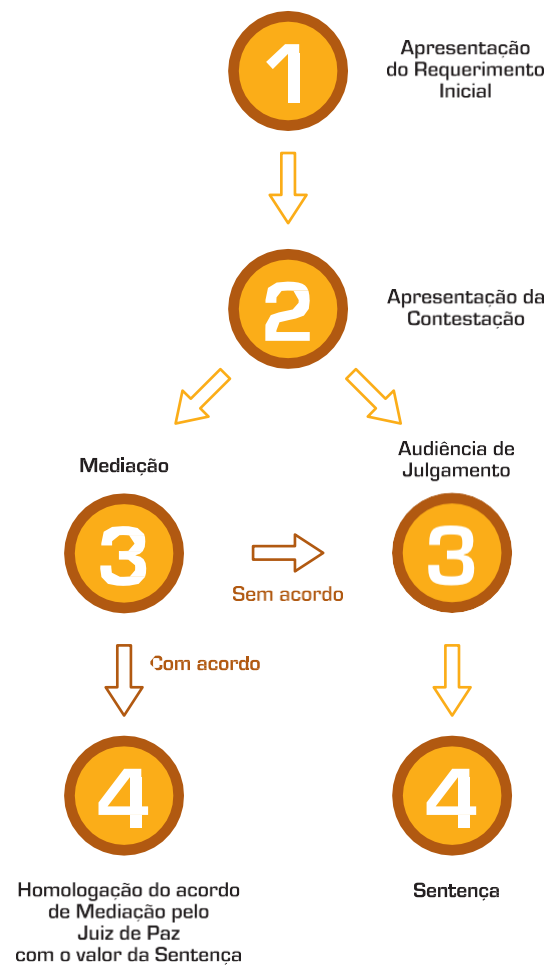 1
Apresentação
do Requerimento
Inicial
2
Apresentação da
Contestação
Mediação
Audiência de
Julgamento
3
Sem acordo
3
Com acordo
4
4
Homologação do acordo
de Mediação pelo
Juiz de Paz
com o valor da Sentença
Sentença